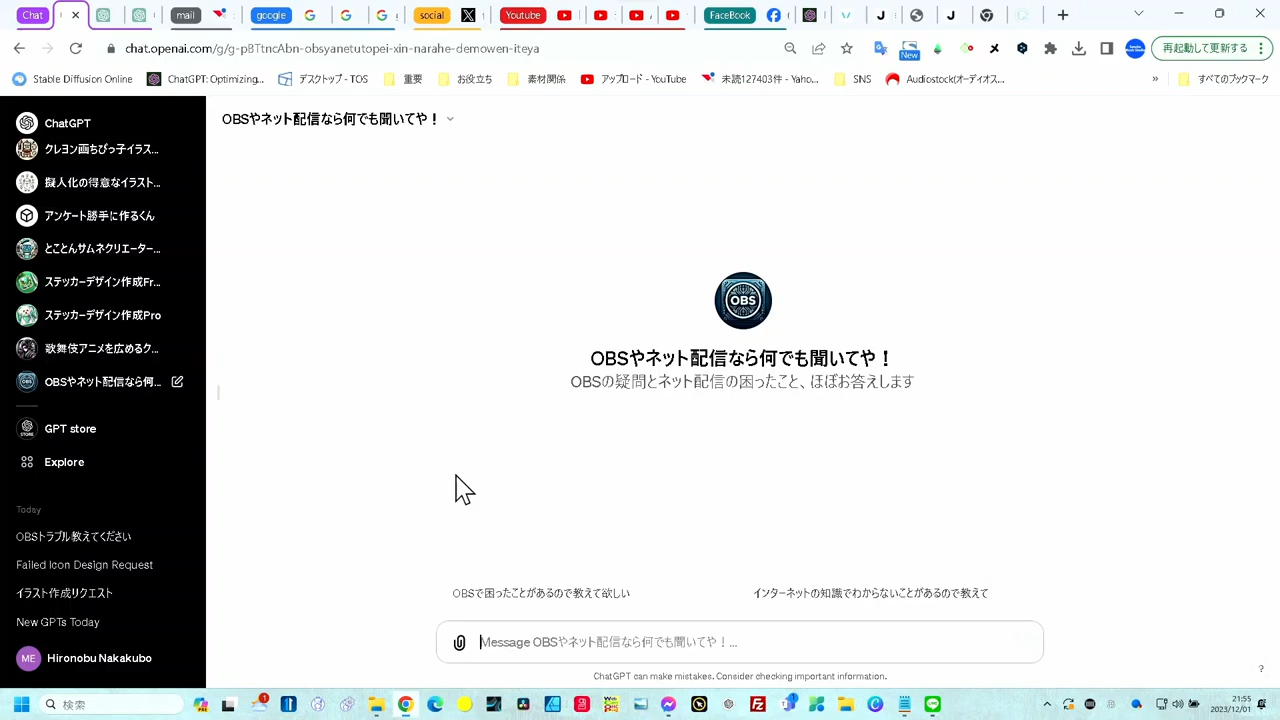 Chat
mail
google
social
Youtube
FaceBook
chat.openai.com/g/g-pBTtncAbn-obsyanetutopei-xin-narahe-demowen-iteya
New
起動して更新する
Stable Diffusion Online
ChatGPT: Optimizing...
デスクトップ - TOS
重要
お役立ち
素材関係
アップロード - YouTube
未読127403件 - Yaho...
SNS
Audiostock(オーディオス...
»
すべてのブックマーク
ChatGPT
クレヨン画ちびっ子イラス...
擬人化の得意なイラスト...
アンケート勝手に作るくん
とことんサムネクリエーター...
ステッカーデザイン作成Fr...
ステッカーデザイン作成Pro
歌舞伎アニメを広めるク...
OBSやネット配信なら何...
GPT store
Explore
Today
OBSトラブル教えてください
Failed Icon Design Request
イラスト作成リクエスト
New GPTs Today
ME
Hironobu Nakakubo
OBSやネット配信なら何でも聞いてや！
OBS
OBSやネット配信なら何でも聞いてや！
OBSの疑問とネット配信の困ったこと、ほぼお答えします
OBSで困ったことがあるので教えて欲しい
インターネットの知識でわからないことがあるので教えて
Message OBSやネット配信なら何でも聞いてや！...
ChatGPT can make mistakes. Consider checking important information.
?
検索
1
21:55
2023/12/01